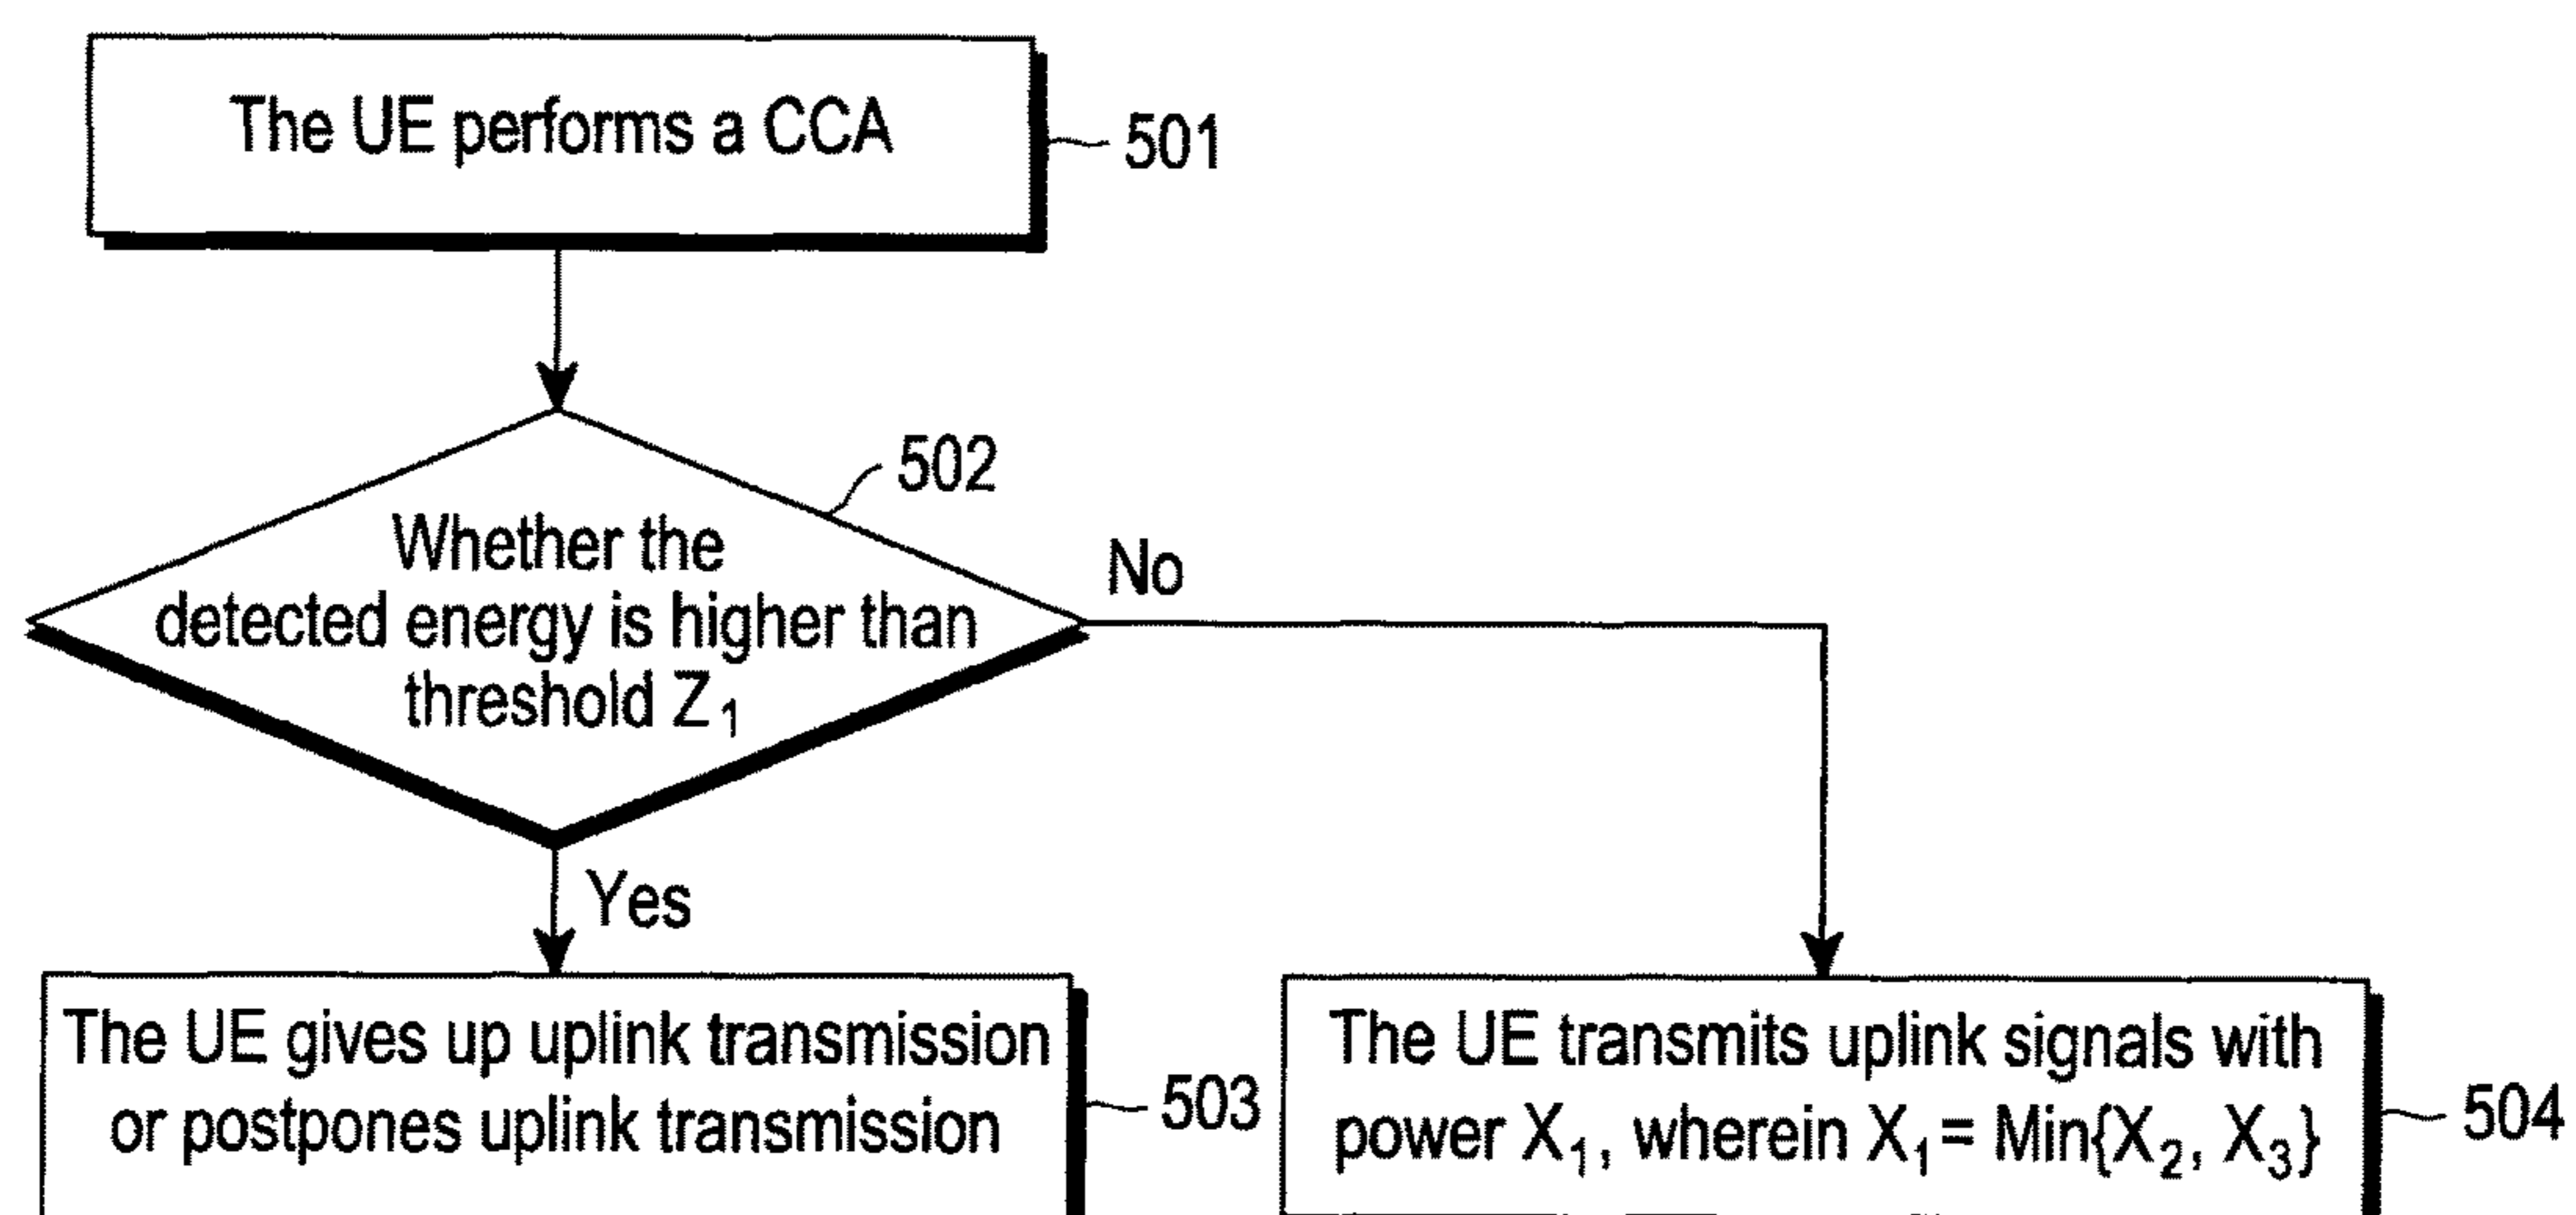 The UE performs a CCA
501
502
Whether the
detected energy is higher than
threshold Z₁
No
Yes
The UE gives up uplink transmission
or postpones uplink transmission
503
The UE transmits uplink signals with
power X₁, wherein X₁ = Min{X₂, X₃}
504